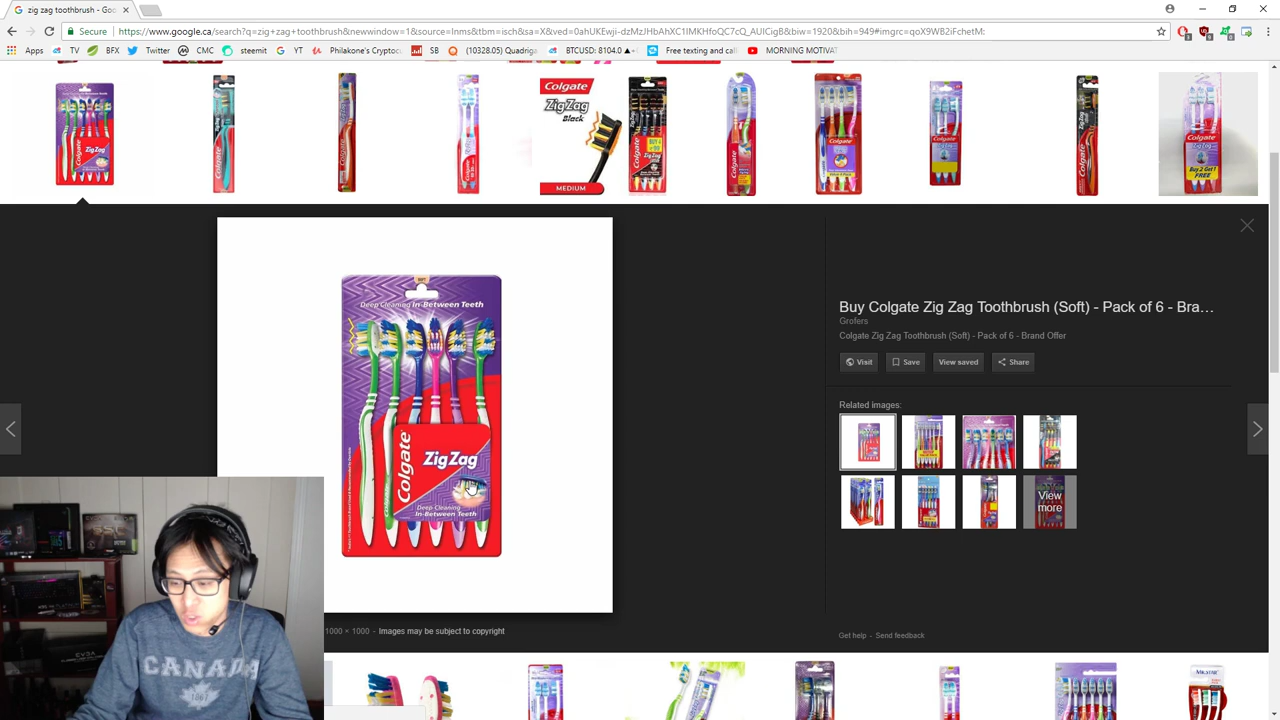 zig zag toothbrush - Goo
Secure
https://www.google.ca/search?q=zig+zag+toothbrush&newwindow=1&source=lnms&tbm=isch&sa=X&ved=0ahUKEwji-dzMzJHbAhXC1IMKHfoQC7cQ_AUICigB&biw=1920&bih=949#imgrc=qoX9WB2iFchetM:
Apps
TV
BFX
Twitter
CMC
steemit
YT
Philakone's Cryptocu
SB
(10328.05) Quadriga
BTCUSD: 8104.0
Free texting and call
MORNING MOTIVAT
Colgate
ZigZag
Black
MEDIUM
Deep Cleaning In-Between Teeth
Colgate
ZigZag
Deep Cleaning
In-Between Teeth
Buy Colgate Zig Zag Toothbrush (Soft) - Pack of 6 - Bra...
Grofers
Colgate Zig Zag Toothbrush (Soft) - Pack of 6 - Brand Offer
Visit
Save
View saved
Share
Related images:
View
more
1000 × 1000 - Images may be subject to copyright
Get help - Send feedback
CANADA